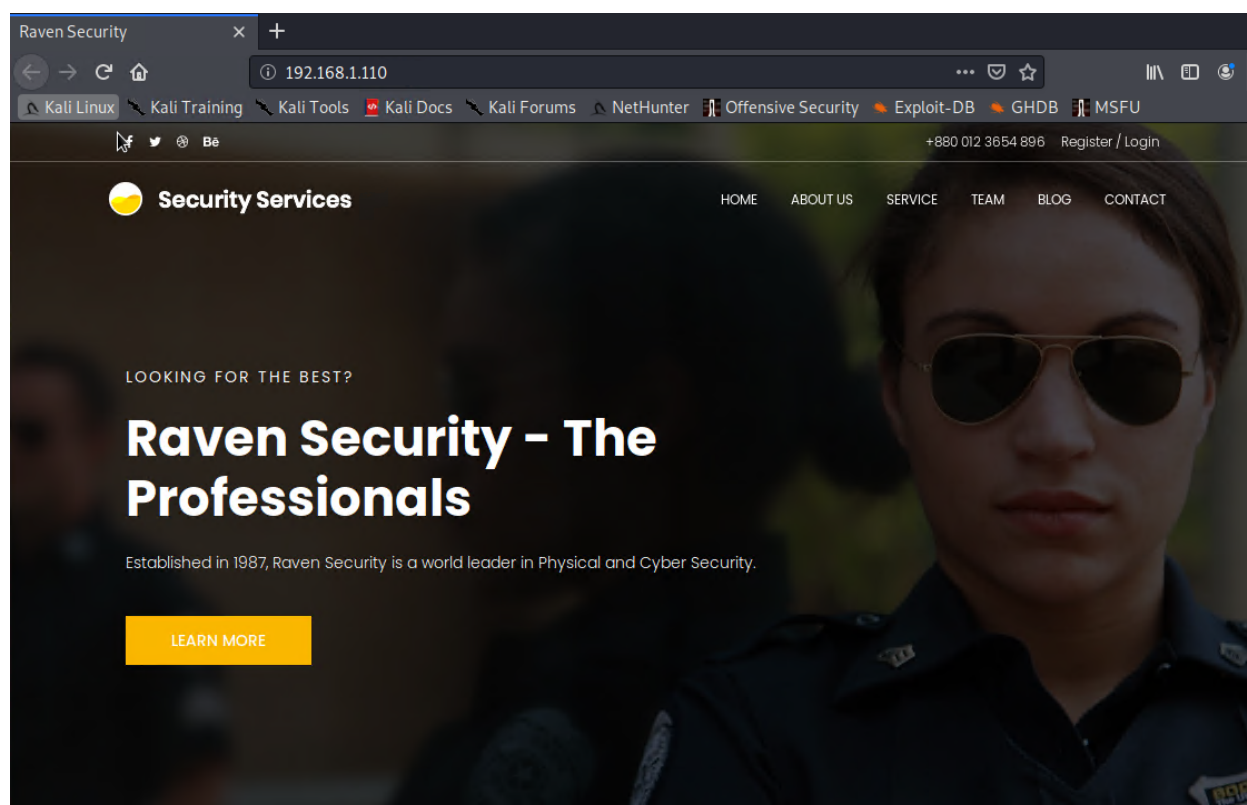 Raven Security
192.168.1.110
Kali Linux Kali Training Kali Tools Kali Docs Kali Forums NetHunter Offensive Security Exploit-DB GHDB MSFU
Bē +880 012 3654 896 Register / Login
Security Services HOME ABOUT US SERVICE TEAM BLOG CONTACT
LOOKING FOR THE BEST?
Raven Security - The
Professionals
Established in 1987, Raven Security is a world leader in Physical and Cyber Security.
LEARN MORE